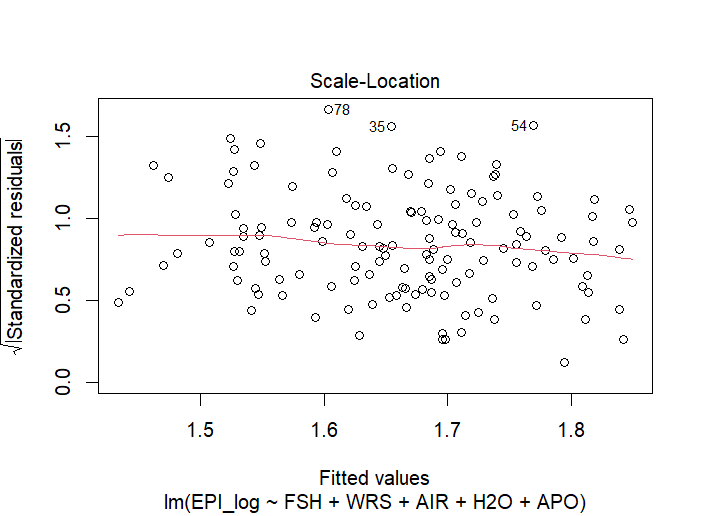 Scale-Location
√|Standardized residuals|
1.5
1.0
0.5
0.0
78
35
54
1.5
1.6
1.7
1.8
Fitted values
lm(EPI_log ~ FSH + WRS + AIR + H2O + APO)